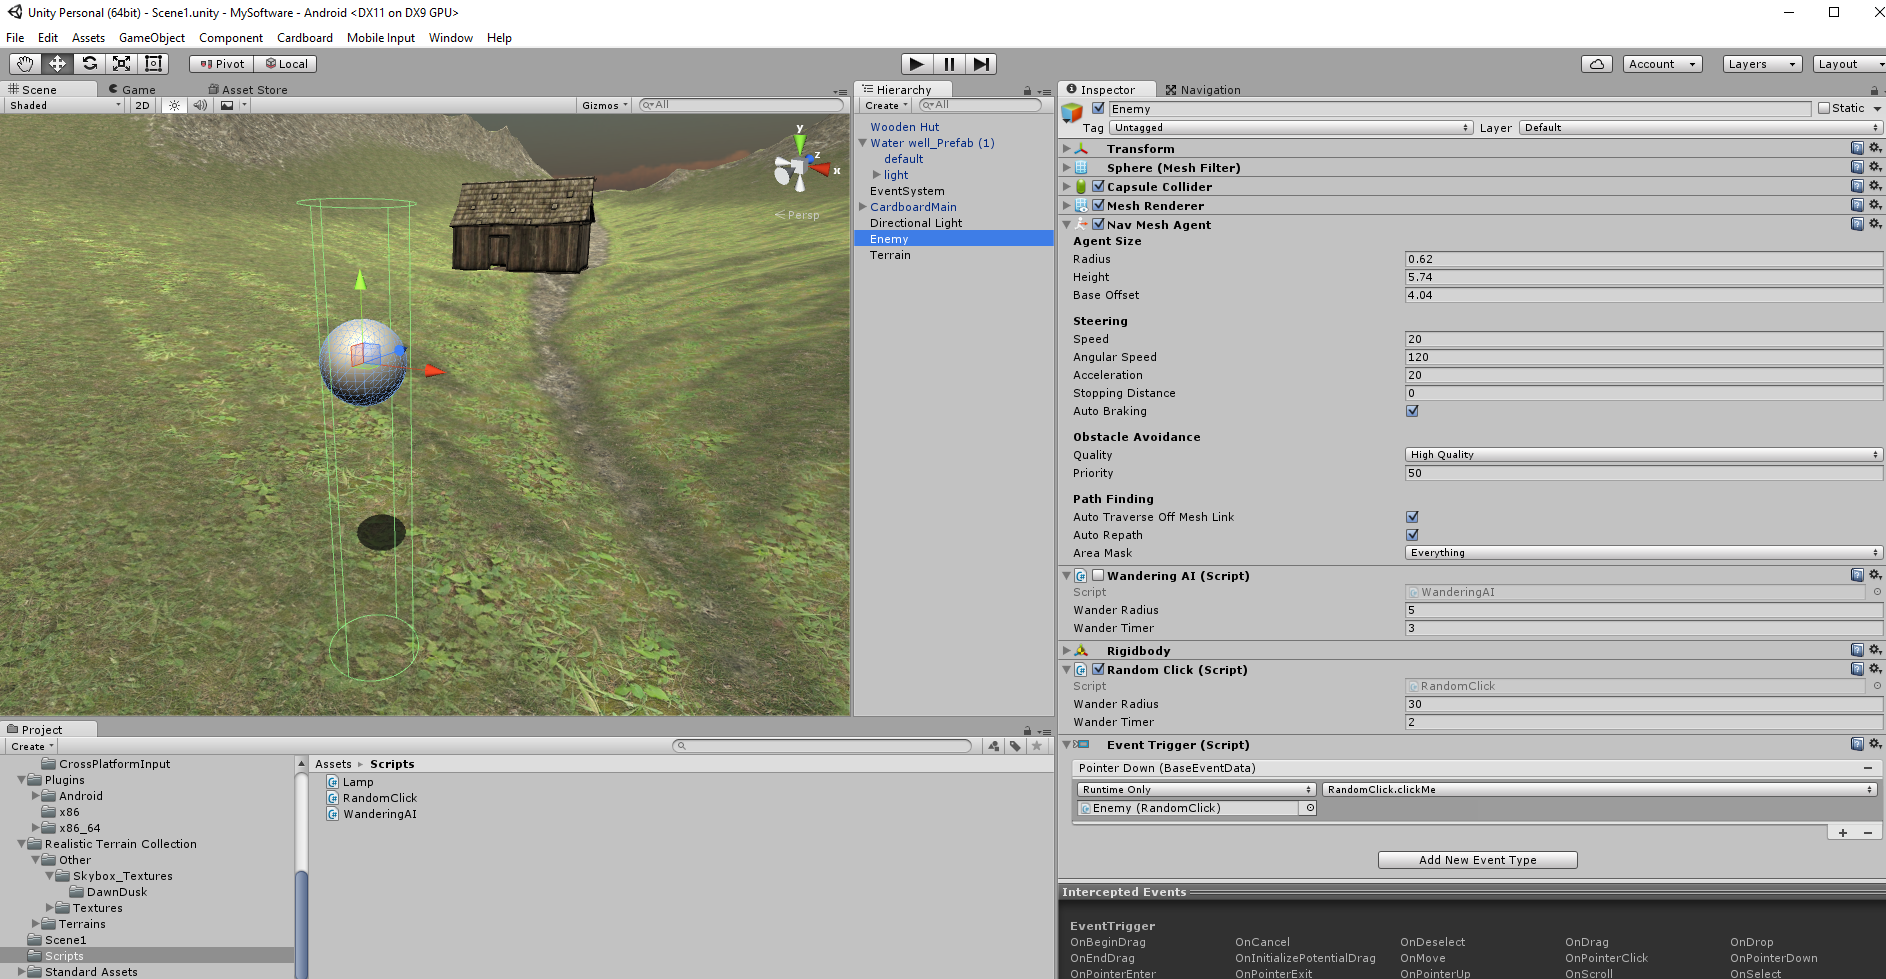 Unity Personal (64bit) - Scene1.unity - MySoftware - Android <DX11 on DX9 GPU>
File Edit Assets GameObject Component Cardboard Mobile Input Window Help
Pivot Local Account Layers Layout
Scene Game Asset Store
Shaded 2D Gizmos All
y
z
x
Persp
Hierarchy
Create All
Wooden Hut
Water well_Prefab (1)
default
light
EventSystem
CardboardMain
Directional Light
Enemy
Terrain
Inspector Navigation
Enemy Static
Tag Untagged Layer Default
Transform
Sphere (Mesh Filter)
Capsule Collider
Mesh Renderer
Nav Mesh Agent
Agent Size
Radius 0.62
Height 5.74
Base Offset 4.04
Steering
Speed 20
Angular Speed 120
Acceleration 20
Stopping Distance 0
Auto Braking
Obstacle Avoidance
Quality High Quality
Priority 50
Path Finding
Auto Traverse Off Mesh Link
Auto Repath
Area Mask Everything
Wandering AI (Script)
Script WanderingAI
Wander Radius 5
Wander Timer 3
Rigidbody
Random Click (Script)
Script RandomClick
Wander Radius 30
Wander Timer 2
Event Trigger (Script)
Pointer Down (BaseEventData)
Runtime Only RandomClick.clickMe
Enemy (RandomClick)
Add New Event Type
Intercepted Events
EventTrigger
OnBeginDrag OnCancel OnDeselect OnDrag OnDrop
OnEndDrag OnInitializePotentialDrag OnMove OnPointerClick OnPointerDown
OnPointerEnter OnPointerExit OnPointerUp OnScroll OnSelect
Project
Create
CrossPlatformInput
Plugins
Android
x86
x86_64
Realistic Terrain Collection
Other
Skybox_Textures
DawnDusk
Textures
Terrains
Scene1
Scripts
Standard Assets
Assets Scripts
Lamp
RandomClick
WanderingAI